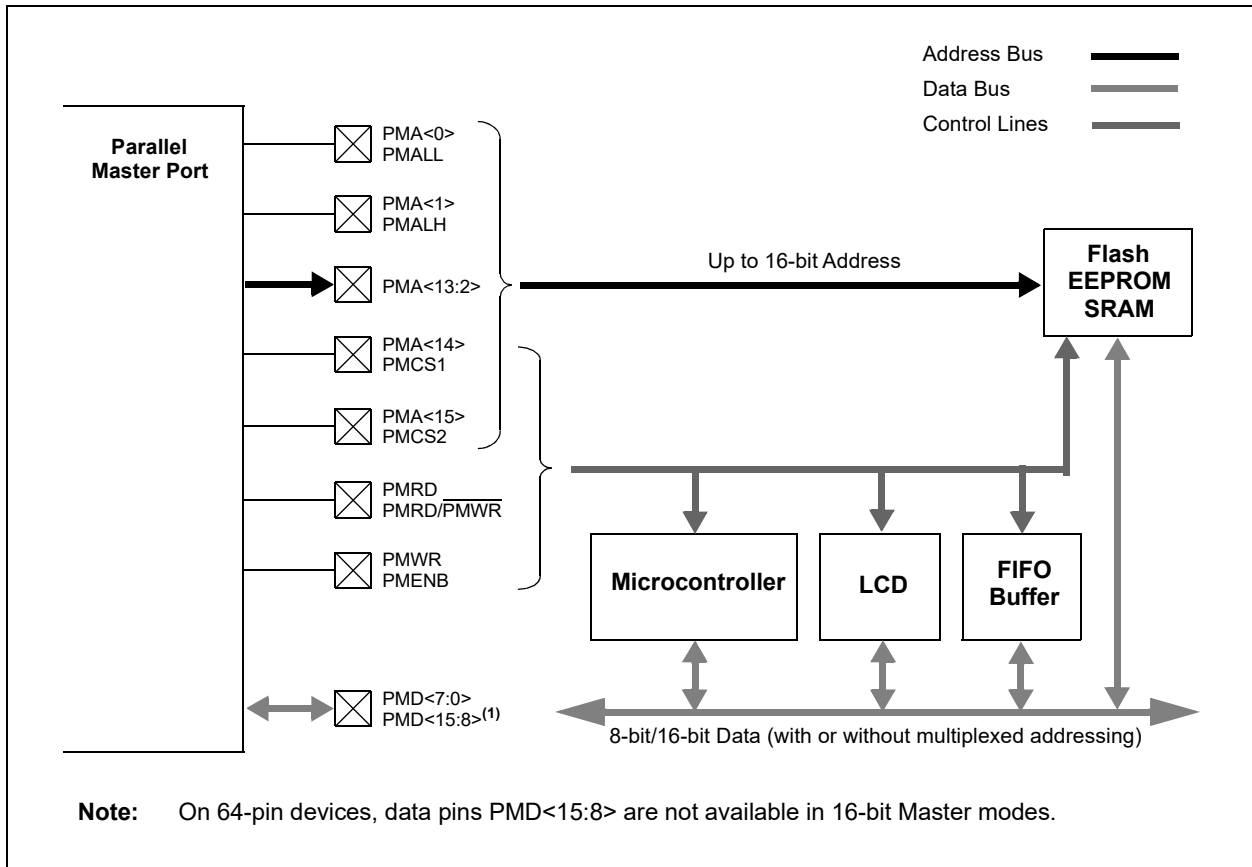 Address Bus
Data Bus
Control Lines
Parallel
Master Port
PMA<0>
PMALL
PMA<1>
PMALH
PMA<13:2>
PMA<14>
PMCS1
PMA<15>
PMCS2
PMRD
PMRD/PMWR
PMWR
PMENB
PMD<7:0>
PMD<15:8>(1)
Up to 16-bit Address
Flash
EEPROM
SRAM
Microcontroller
LCD
FIFO
Buffer
8-bit/16-bit Data (with or without multiplexed addressing)
Note: On 64-pin devices, data pins PMD<15:8> are not available in 16-bit Master modes.